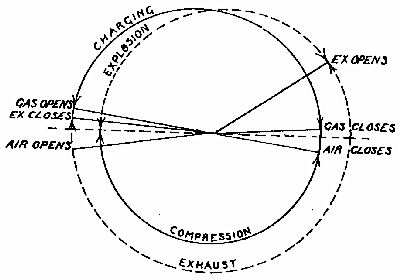 CHARGING
EXPLOSION
EX OPENS
GAS OPENS
EX CLOSES
AIR OPENS
GAS CLOSES
AIR CLOSES
COMPRESSION
EXHAUST